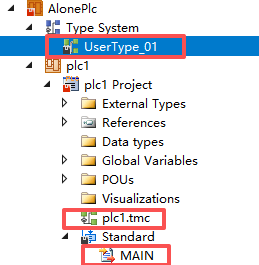 AlonePlc
Type System
UserType_01
plc1
plc1 Project
External Types
References
Data types
Global Variables
POUs
Visualizations
plc1.tmc
Standard
MAIN